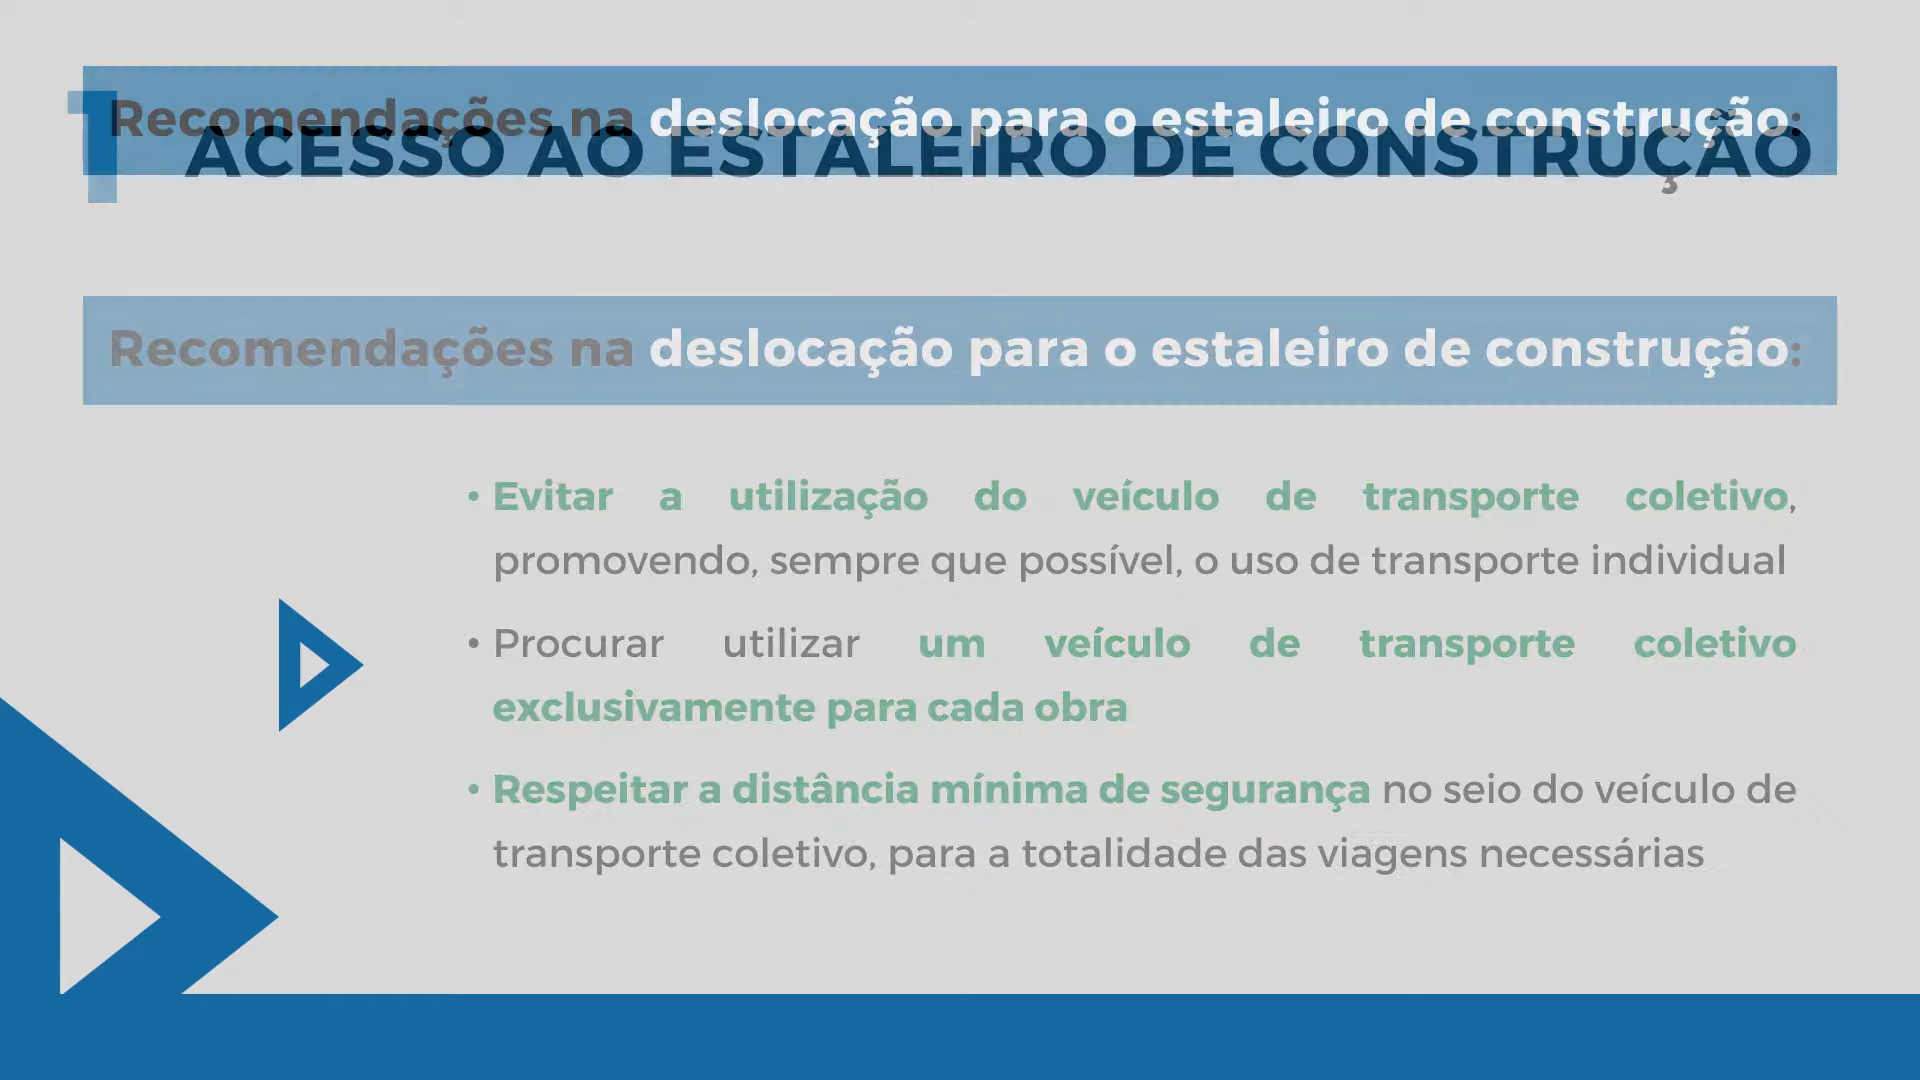 Recomendações na deslocação para o estaleiro de construção:
1 ACESSO AO ESTALEIRO DE CONSTRUÇÃO
Recomendações na deslocação para o estaleiro de construção:
• Evitar a utilização do veículo de transporte coletivo,
promovendo, sempre que possível, o uso de transporte individual
• Procurar utilizar um veículo de transporte coletivo
exclusivamente para cada obra
• Respeitar a distância mínima de segurança no seio do veículo de
transporte coletivo, para a totalidade das viagens necessárias